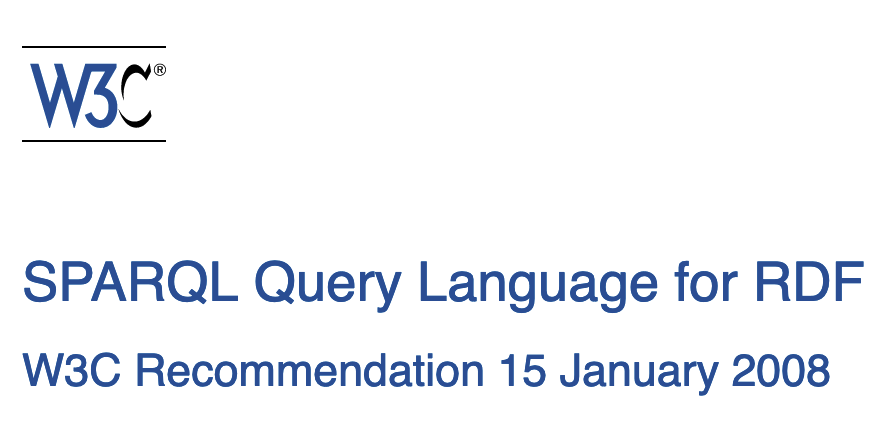 W3C®
SPARQL Query Language for RDF
W3C Recommendation 15 January 2008